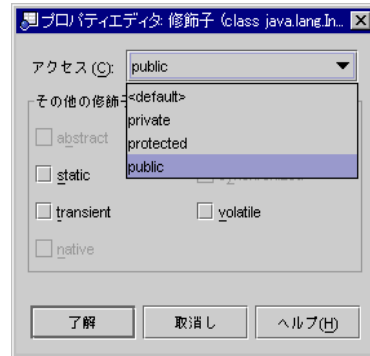 プロパティエディタ: 修飾子 (class java.lang.In...
アクセス(C): public
<default>
private
protected
public
その他の修飾子
abstract
static
transient
volatile
native
了解
取消し
ヘルプ(H)